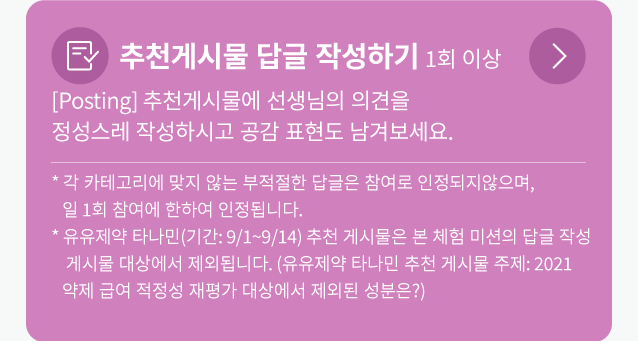 추천게시물 답글 작성하기 1회 이상
[Posting] 추천게시물에 선생님의 의견을
정성스레 작성하시고 공감 표현도 남겨보세요.
* 각 카테고리에 맞지 않는 부적절한 답글은 참여로 인정되지않으며,
일 1회 참여에 한하여 인정됩니다.
* 유유제약 타나민(기간: 9/1~9/14) 추천 게시물은 본 체험 미션의 답글 작성
게시물 대상에서 제외됩니다. (유유제약 타나민 추천 게시물 주제: 2021
약제 급여 적정성 재평가 대상에서 제외된 성분은?)